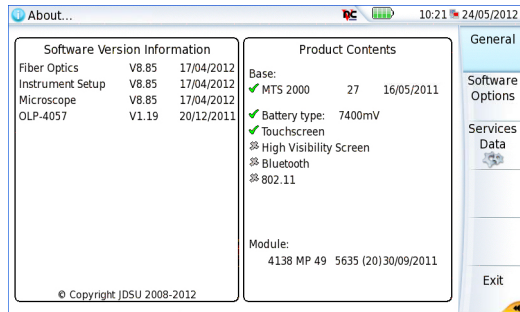 About...
10:21 24/05/2012
Software Version Information
Fiber Optics V8.85 17/04/2012
Instrument Setup V8.85 17/04/2012
Microscope V8.85 17/04/2012
OLP-4057 V1.19 20/12/2011
© Copyright JDSU 2008-2012
Product Contents
Base:
MTS 2000 27 16/05/2011
Battery type: 7400mV
Touchscreen
High Visibility Screen
Bluetooth
802.11
Module:
4138 MP 49 5635 (20)30/09/2011
General
Software
Options
Services
Data
Exit